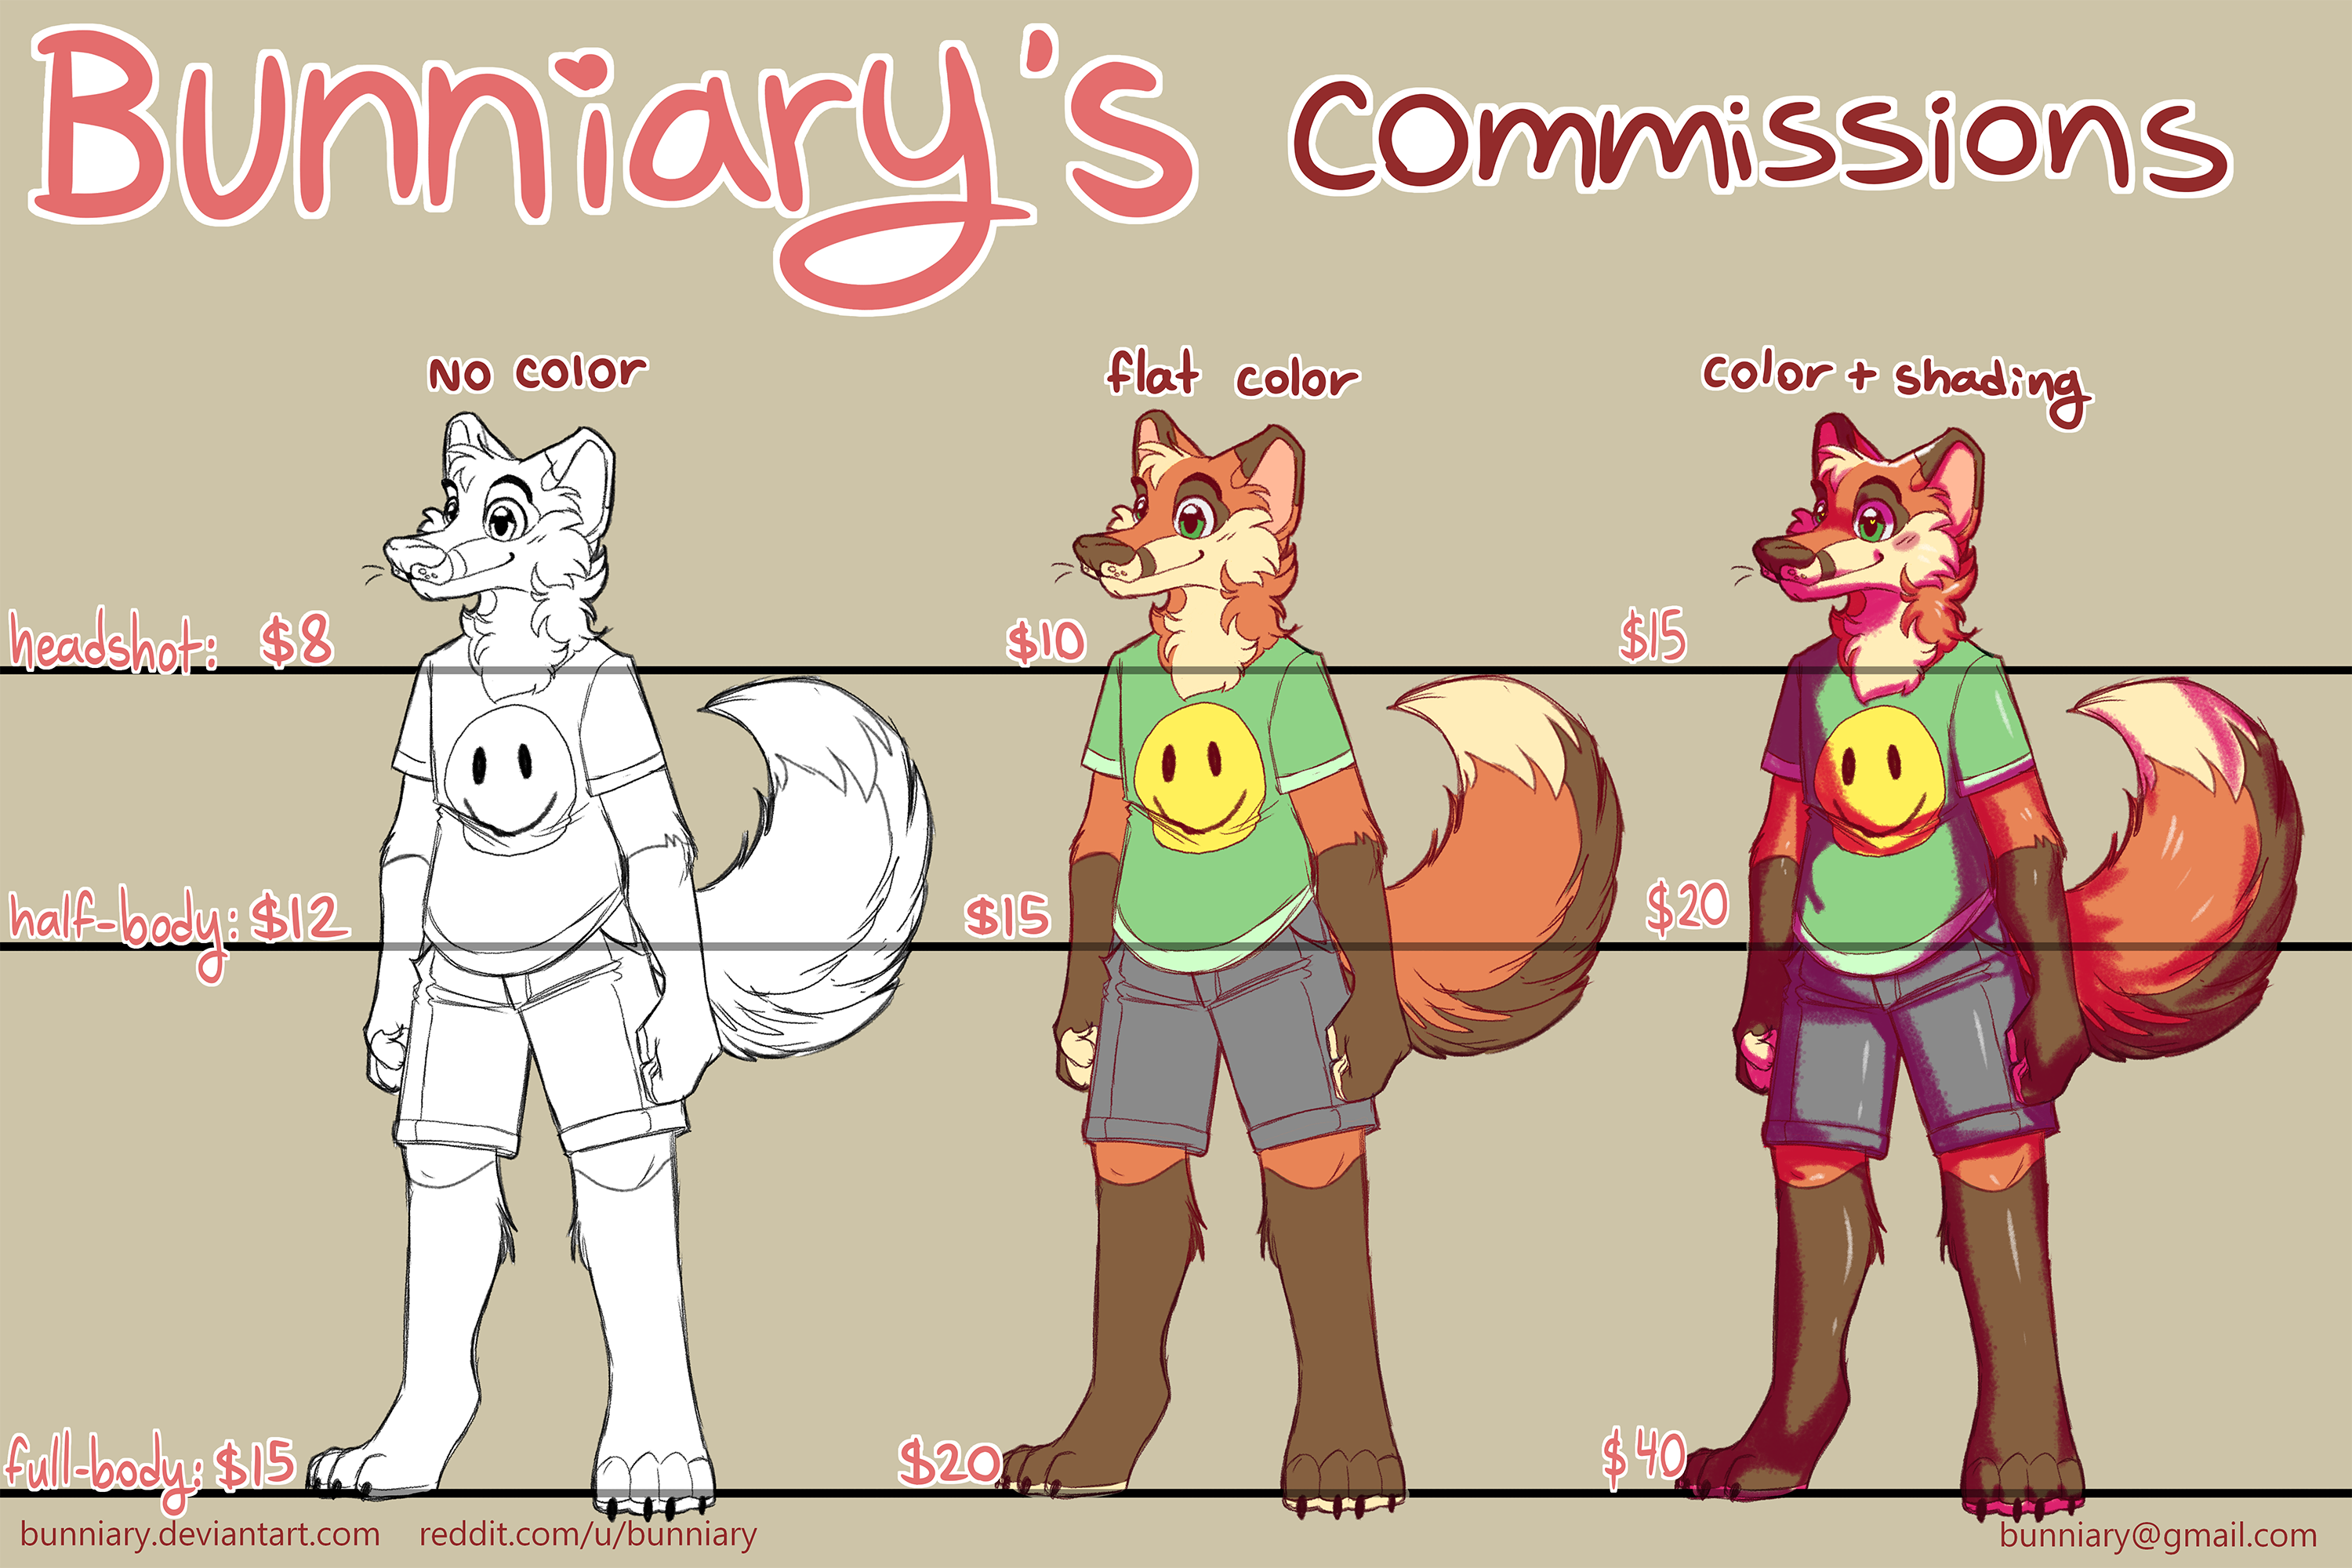 Bunniary's commissions
No color flat color color + shading
headshot: $8 $10 $15
half-body: $12 $15 $20
full-body: $15 $20 $40
bunniary.deviantart.com reddit.com/u/bunniary bunniary@gmail.com